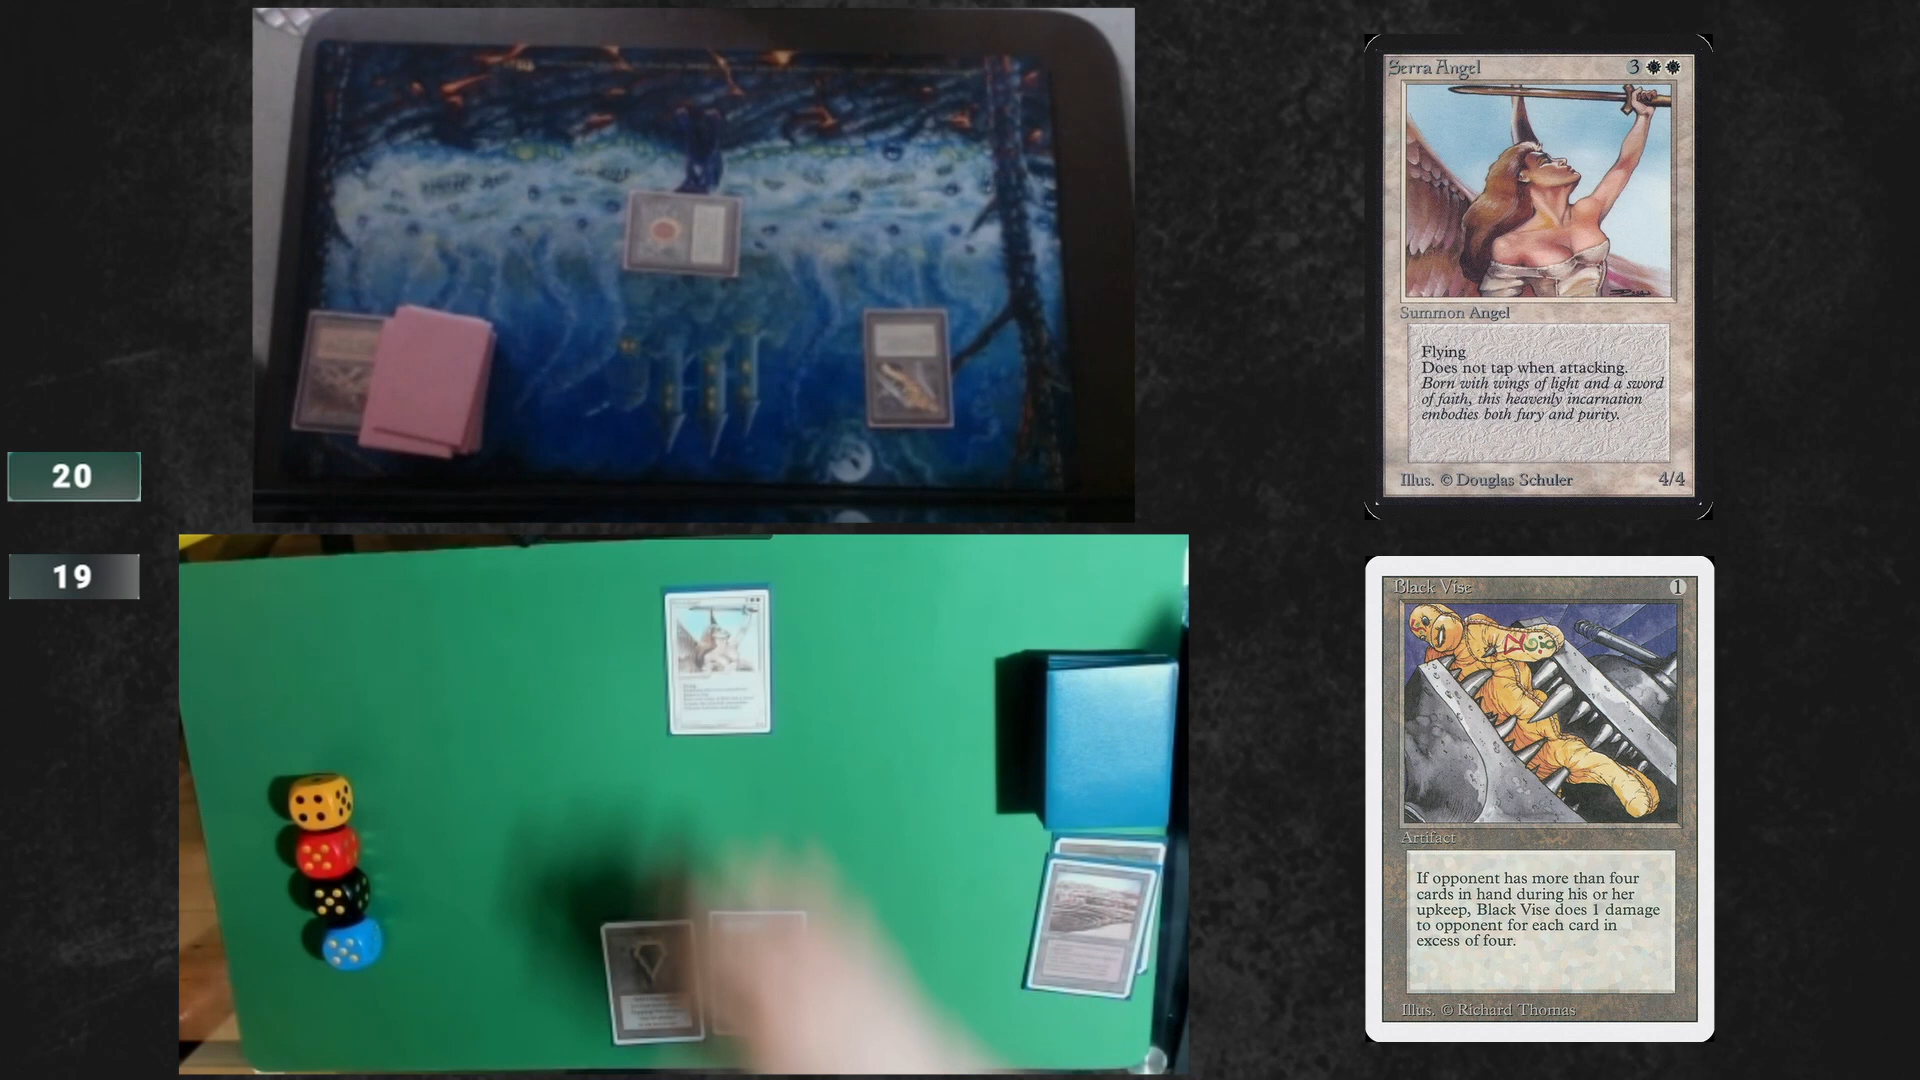 20
19
Serra Angel 3
Summon Angel
Flying
Does not tap when attacking.
Born with wings of light and a sword
of faith, this heavenly incarnation
embodies both fury and purity.
Illus. © Douglas Schuler 4/4
Black Vise 1
Artifact
If opponent has more than four
cards in hand during his or her
upkeep, Black Vise does 1 damage
to opponent for each card in
excess of four.
Illus. © Richard Thomas